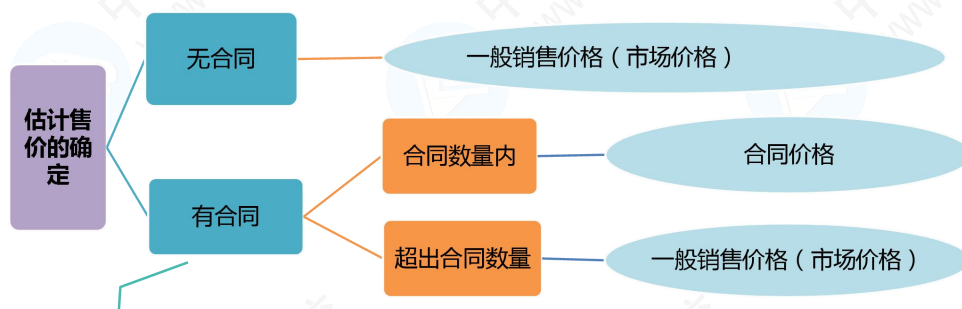 无合同
一般销售价格（市场价格）
估计售
价的确
定
合同数量内
合同价格
有合同
超出合同数量
一般销售价格（市场价格）